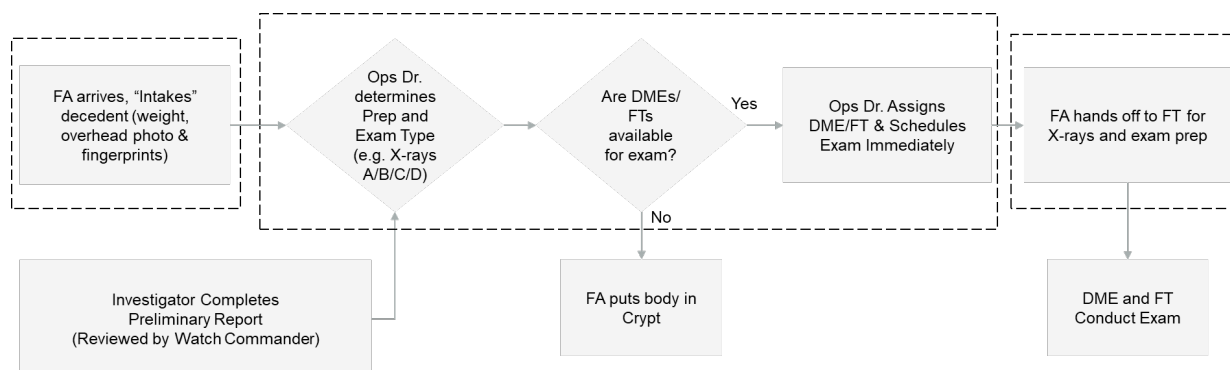 FA arrives, “Intakes”
decedent (weight,
overhead photo &
fingerprints)
Ops Dr.
determines
Prep and
Exam Type
(e.g. X-rays
A/B/C/D)
Are DMEs/
FTs
available
for exam?
Yes
No
Ops Dr. Assigns
DME/FT & Schedules
Exam Immediately
FA hands off to FT for
X-rays and exam prep
Investigator Completes
Preliminary Report
(Reviewed by Watch Commander)
FA puts body in
Crypt
DME and FT
Conduct Exam